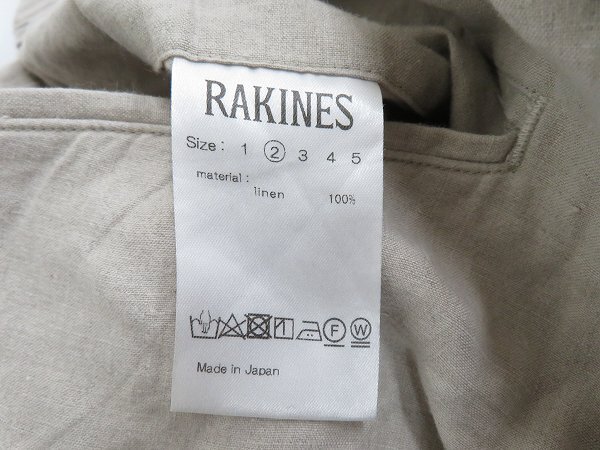 RAKINES
Size: 1 2 3 4 5
material :
linen 100%
F W
Made in Japan